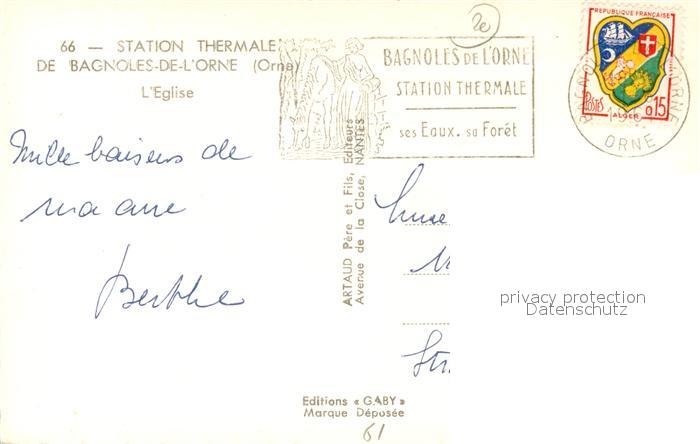 66 — STATION THERMALE
DE BAGNOLES-DE-L'ORNE (Orne)
L'Eglise
Mille baisers de
Berthe
2e
BAGNOLES DE L'ORNE
STATION THERMALE
ses Eaux. sa Forêt
REPUBLIQUE FRANÇAISE
POSTES
0,15
ALGER
ORNE
ARTAUD Père et Fils, Editeurs
Avenue de la Close, NANTES
privacy protection
Datenschutz
Editions « GABY »
Marque Déposée
61